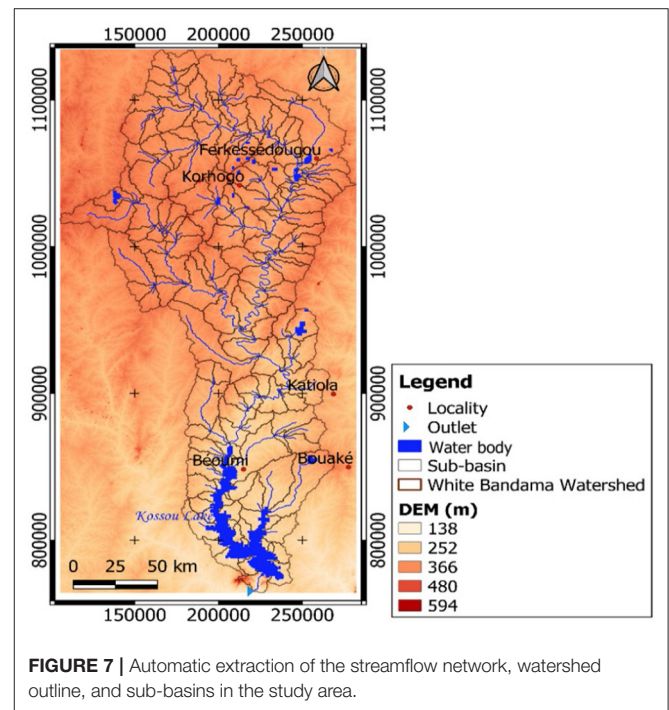 150000 200000 250000
1100000
1100000
Ferkessédougou
Korhogo
1000000
1000000
900000
900000
Katiola
Béoumi
Bouaké
Kossou Lake
800000
800000
0 25 50 km
150000 200000 250000
Legend
Locality
Outlet
Water body
Sub-basin
White Bandama Watershed
DEM (m)
138
252
366
480
594
FIGURE 7 | Automatic extraction of the streamflow network, watershed
outline, and sub-basins in the study area.